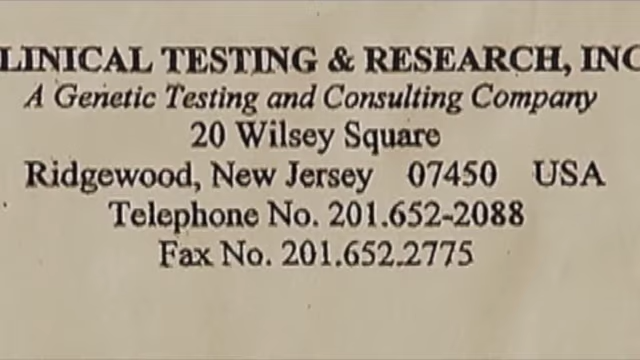 LINICAL TESTING & RESEARCH, INC
A Genetic Testing and Consulting Company
20 Wilsey Square
Ridgewood, New Jersey 07450 USA
Telephone No. 201.652-2088
Fax No. 201.652.2775